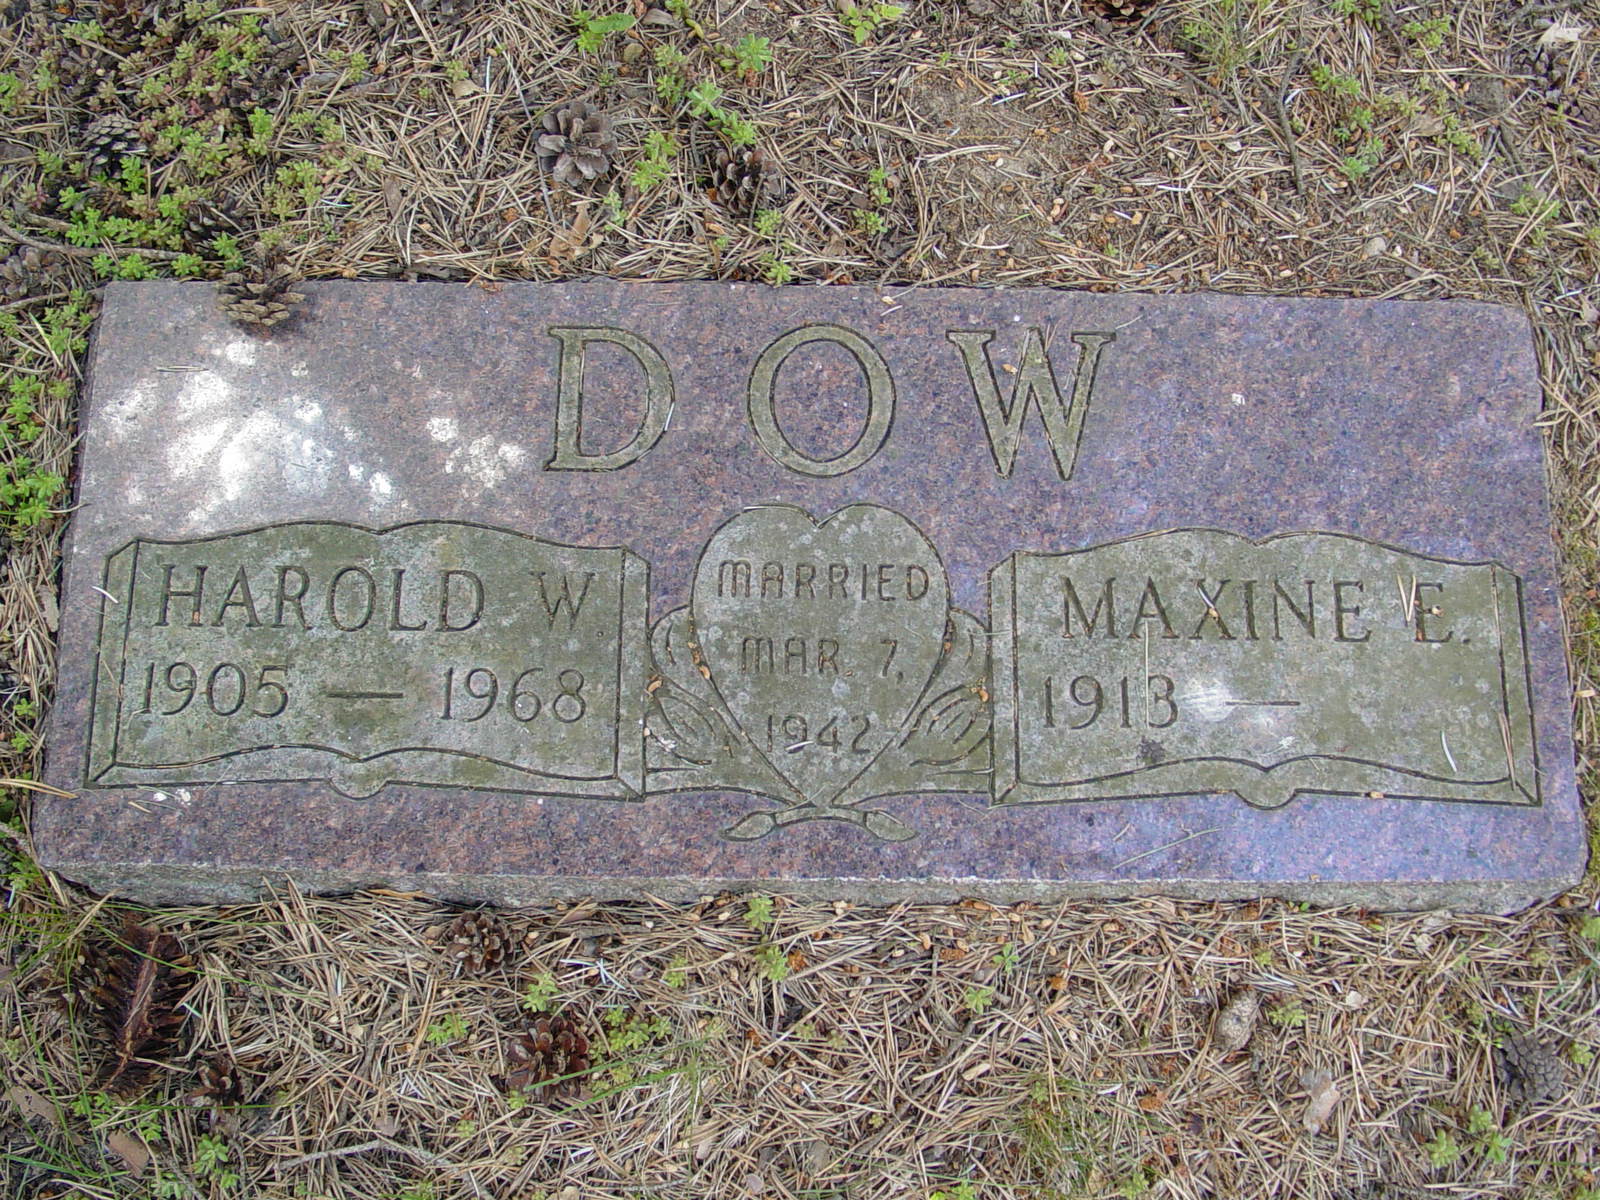 DOW
HAROLD W.
1905 — 1968
MARRIED
MAR. 7,
1942
MAXINE E.
1913 —